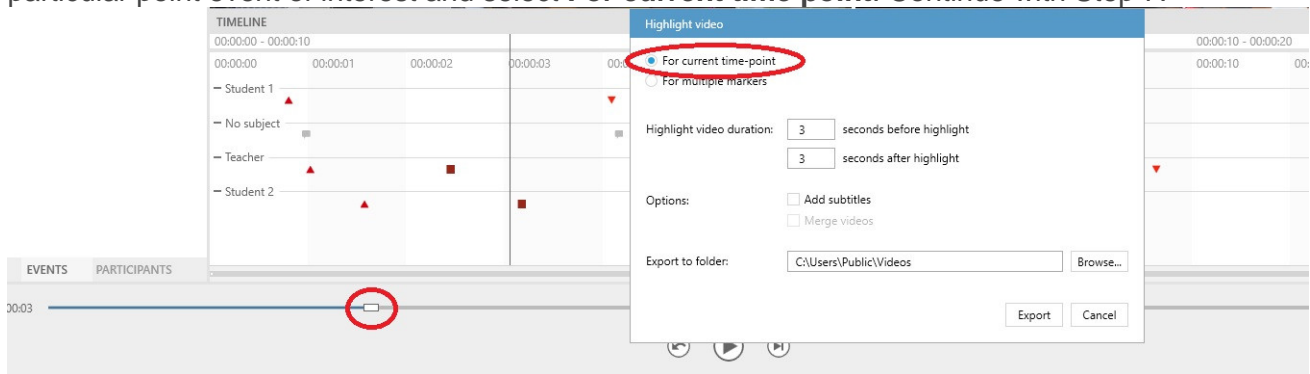 TIMELINE
00:00:00 - 00:00:10
00:00:10 - 00:00:20
00:00:00 00:00:01 00:00:02 00:00:03
00:00:10
Student 1
No subject
Teacher
Student 2
EVENTS PARTICIPANTS
Highlight video
For current time-point
For multiple markers
Highlight video duration: 3 seconds before highlight
3 seconds after highlight
Options: Add subtitles
Merge videos
Export to folder: C:\Users\Public\Videos Browse...
Export Cancel